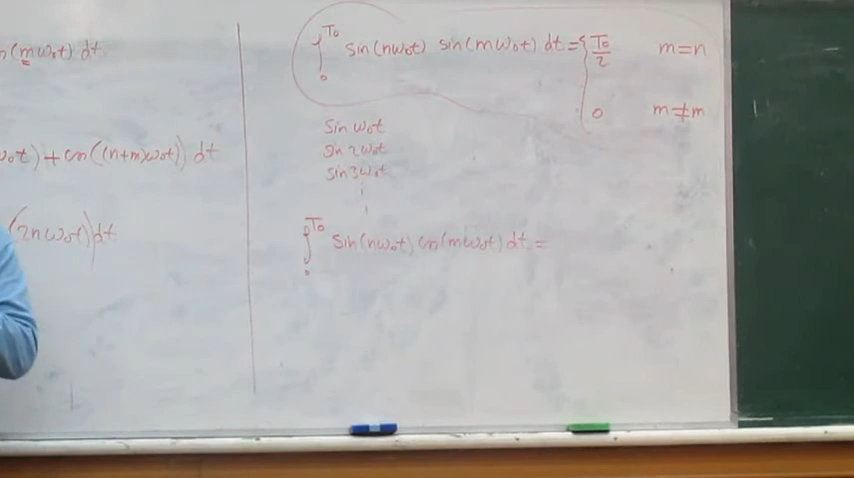 n(mω₀t) dt
ω₀t) + cos((n+m)ω₀t)) dt
(2nω₀t) dt
∫₀^T₀ sin(nω₀t) sin(mω₀t) dt = { T₀/2 m=n
0 m≠m
sin ω₀t
sin 2ω₀t
sin 3ω₀t
⋮
∫₀^T₀ sin(nω₀t) cos(mω₀t) dt =